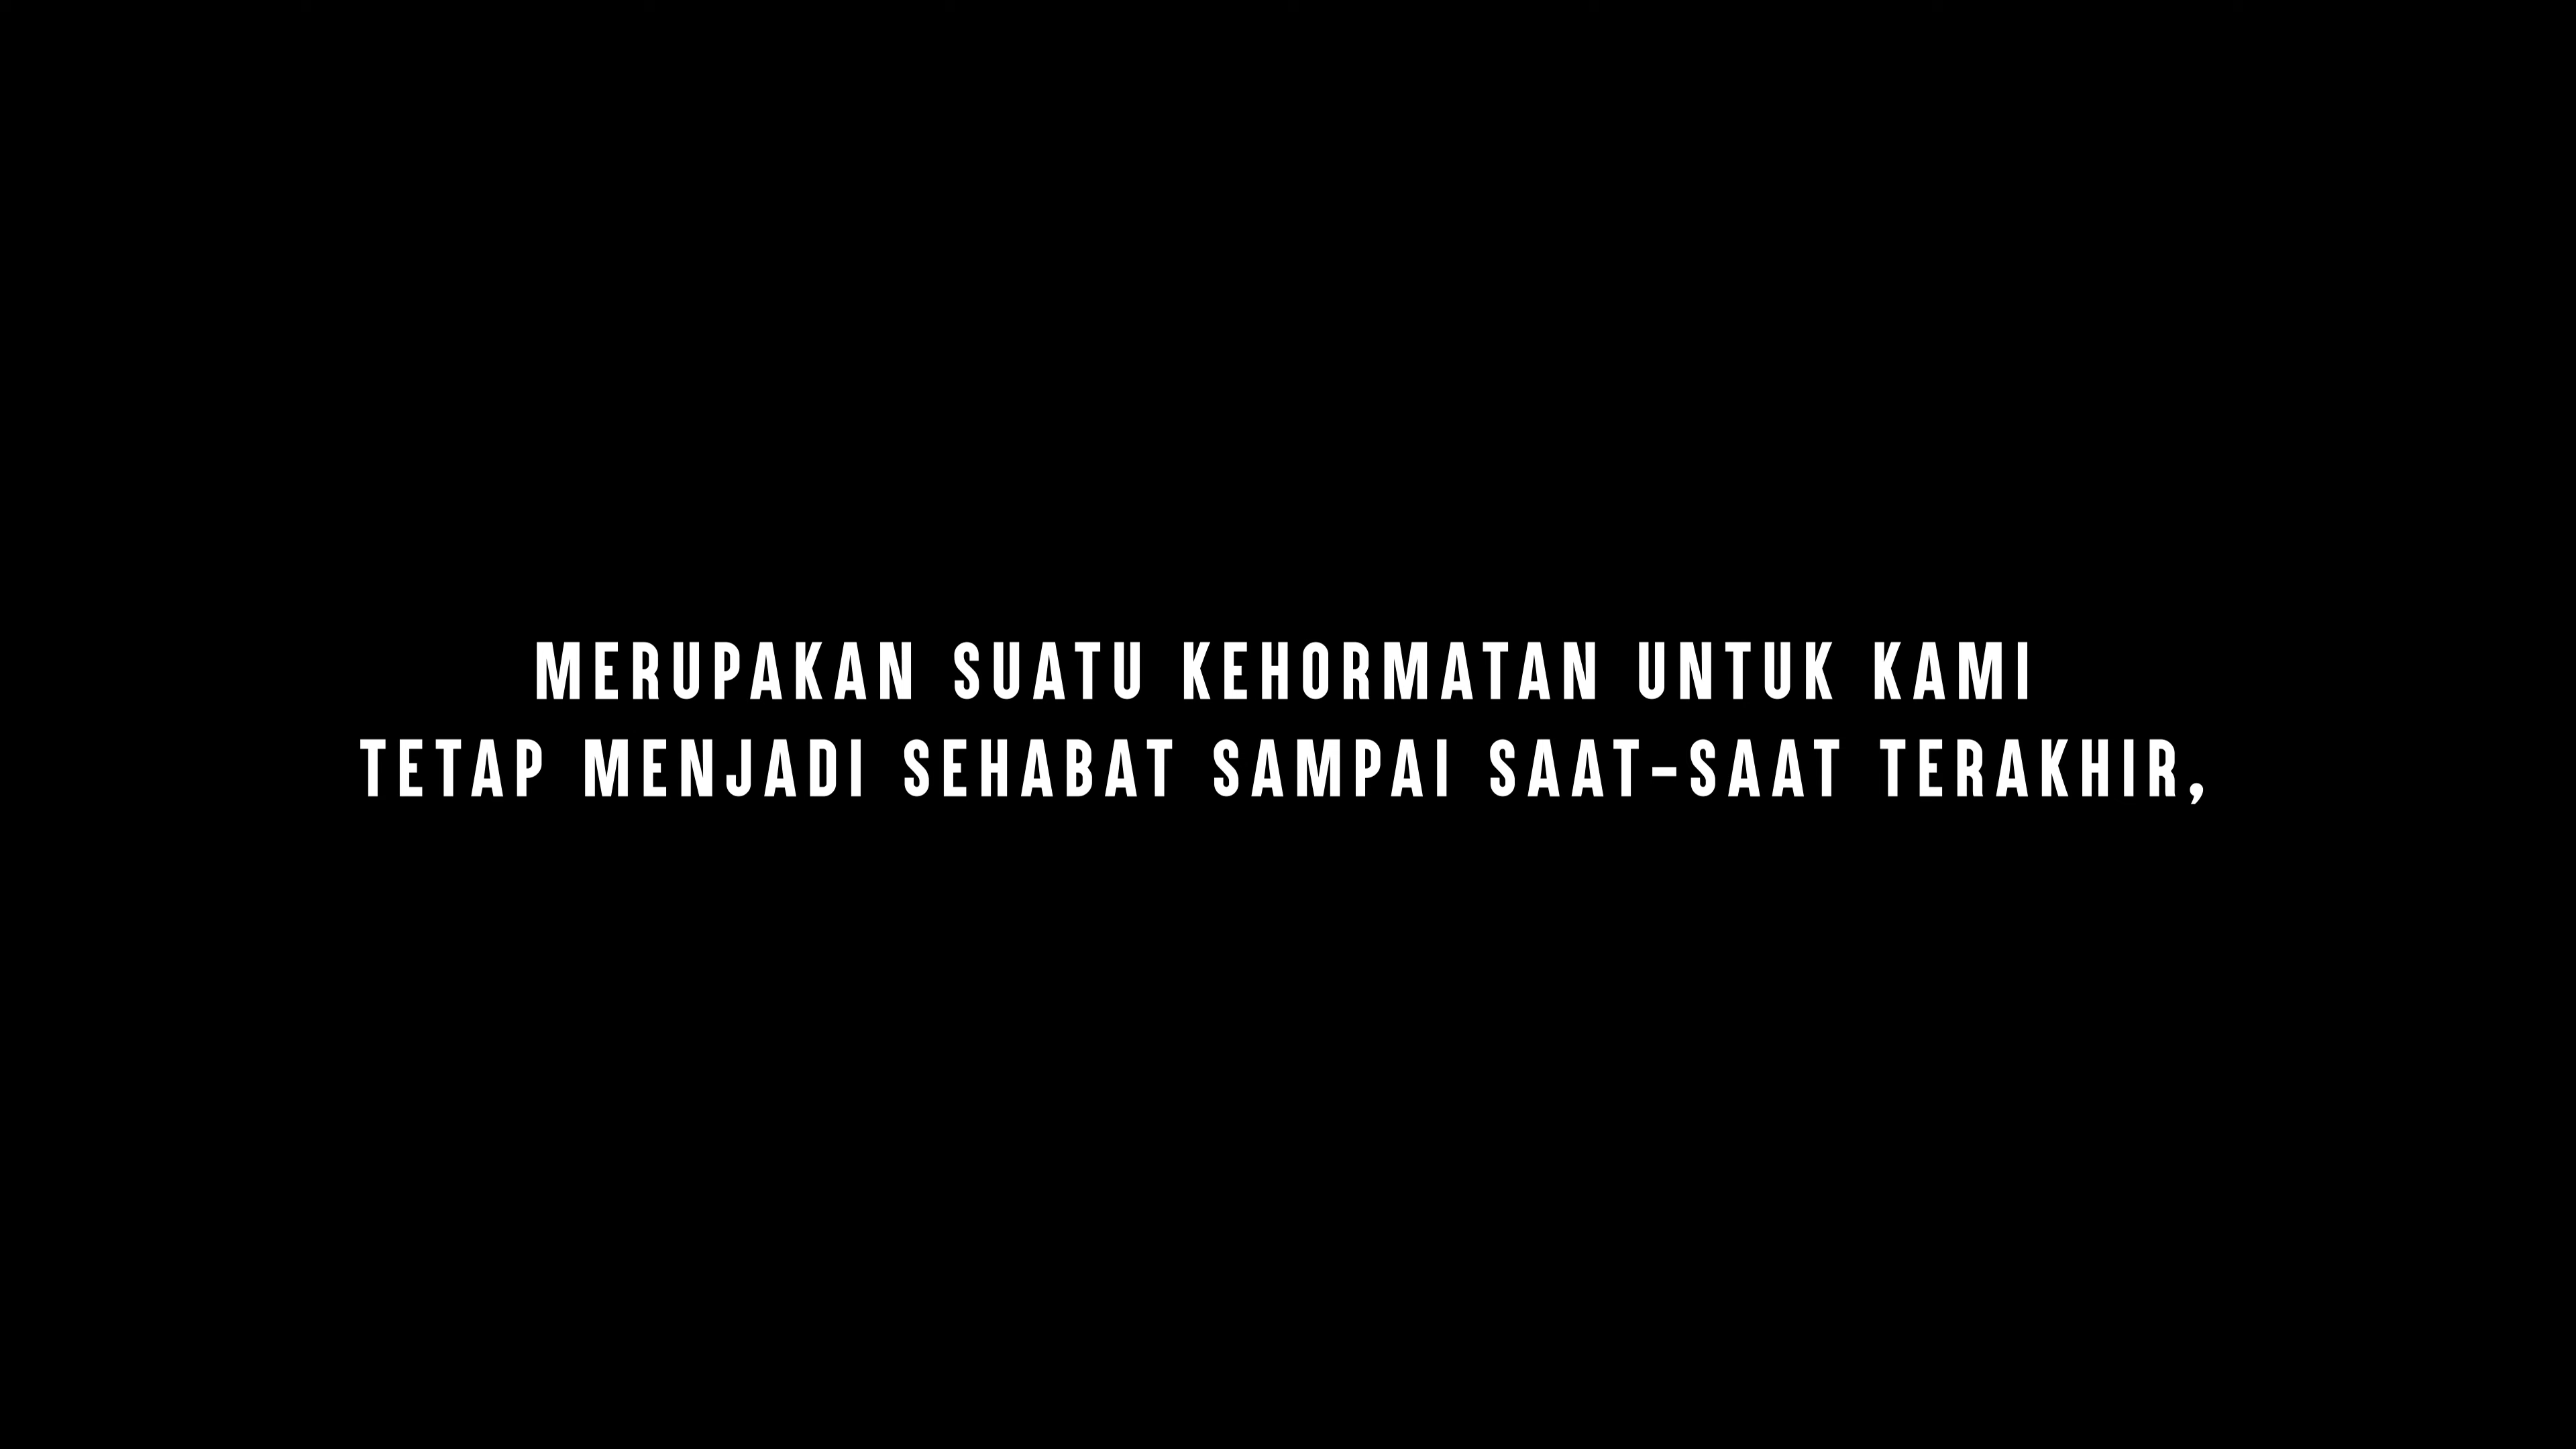 MERUPAKAN SUATU KEHORMATAN UNTUK KAMI
TETAP MENJADI SEHABAT SAMPAI SAAT-SAAT TERAKHIR,